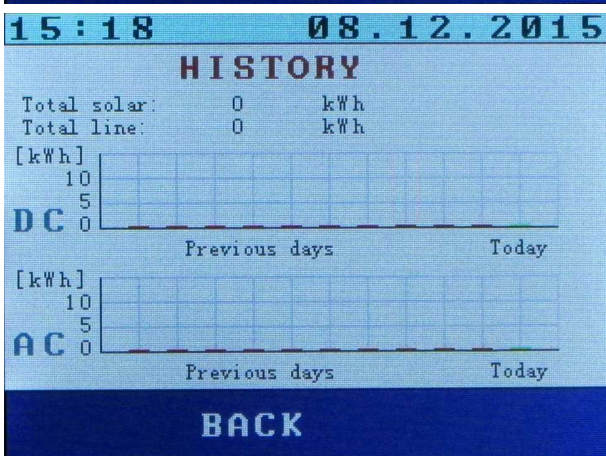 15:18 08.12.2015
HISTORY
Total solar: 0 kWh
Total line: 0 kWh
[kWh]
10
5
DC 0
Previous days Today
[kWh]
10
5
AC 0
Previous days Today
BACK